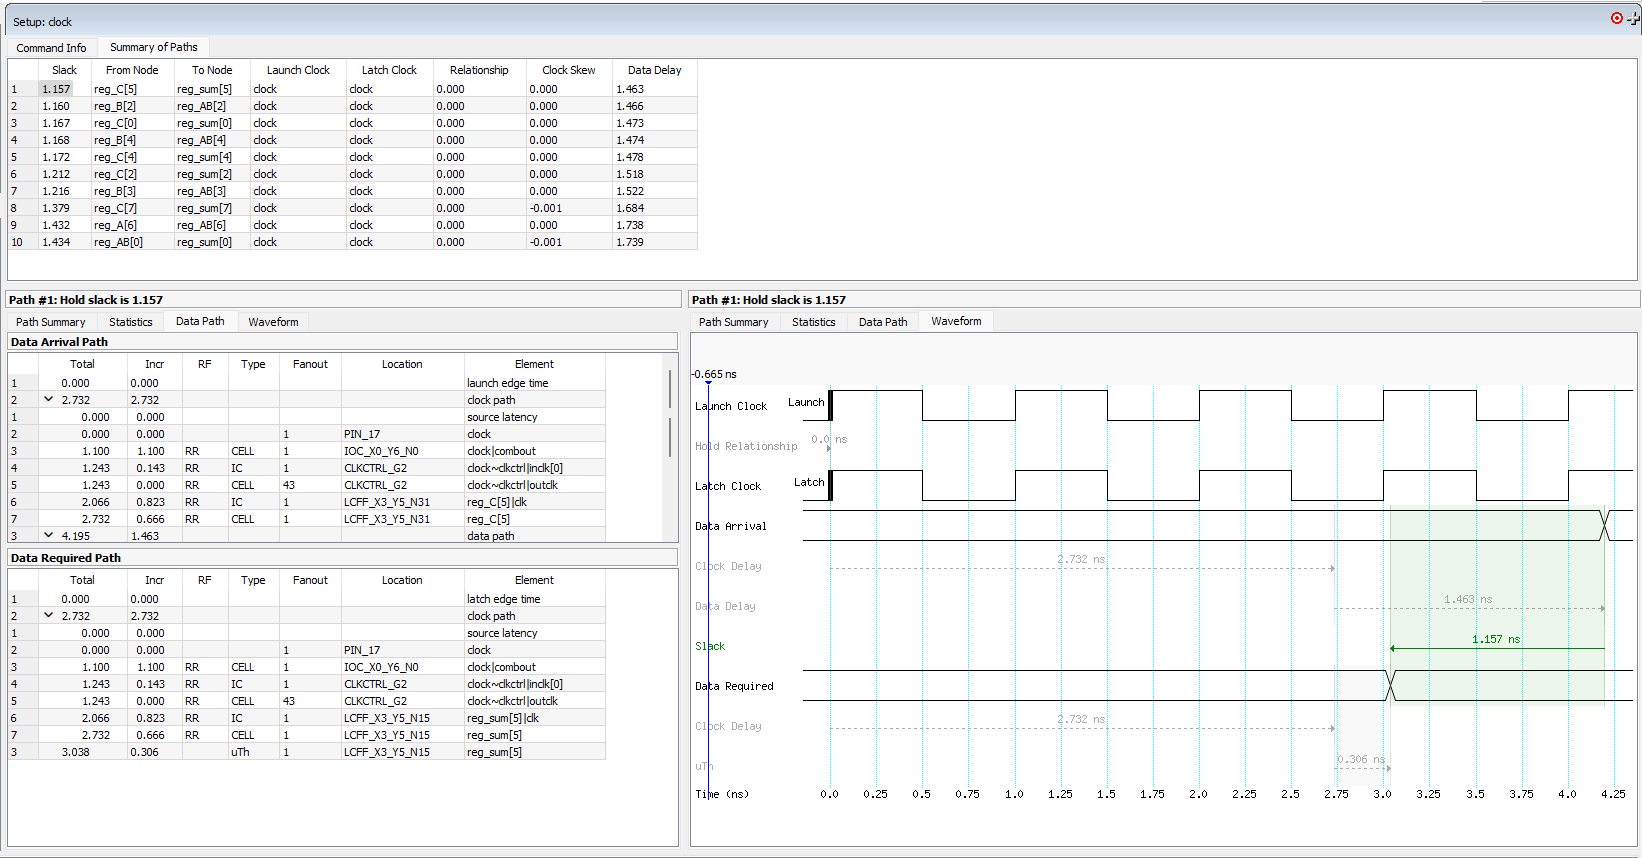 Setup: clock
Command Info Summary of Paths
Slack From Node To Node Launch Clock Latch Clock Relationship Clock Skew Data Delay
1 1.157 reg_C[5] reg_sum[5] clock clock 0.000 0.000 1.463
2 1.160 reg_B[2] reg_AB[2] clock clock 0.000 0.000 1.466
3 1.167 reg_C[0] reg_sum[0] clock clock 0.000 0.000 1.473
4 1.168 reg_B[4] reg_AB[4] clock clock 0.000 0.000 1.474
5 1.172 reg_C[4] reg_sum[4] clock clock 0.000 0.000 1.478
6 1.212 reg_C[2] reg_sum[2] clock clock 0.000 0.000 1.518
7 1.216 reg_B[3] reg_AB[3] clock clock 0.000 0.000 1.522
8 1.379 reg_C[7] reg_sum[7] clock clock 0.000 -0.001 1.684
9 1.432 reg_A[6] reg_AB[6] clock clock 0.000 0.000 1.738
10 1.434 reg_AB[0] reg_sum[0] clock clock 0.000 -0.001 1.739
Path #1: Hold slack is 1.157
Path Summary Statistics Data Path Waveform
Data Arrival Path
Total Incr RF Type Fanout Location Element
1 0.000 0.000 launch edge time
2 2.732 2.732 clock path
1 0.000 0.000 source latency
2 0.000 0.000 1 PIN_17 clock
3 1.100 1.100 RR CELL 1 IOC_X0_Y6_N0 clock|combout
4 1.243 0.143 RR IC 1 CLKCTRL_G2 clock~clkctrl|inclk[0]
5 1.243 0.000 RR CELL 43 CLKCTRL_G2 clock~clkctrl|outclk
6 2.066 0.823 RR IC 1 LCFF_X3_Y5_N31 reg_C[5]|clk
7 2.732 0.666 RR CELL 1 LCFF_X3_Y5_N31 reg_C[5]
3 4.195 1.463 data path
Data Required Path
Total Incr RF Type Fanout Location Element
1 0.000 0.000 latch edge time
2 2.732 2.732 clock path
1 0.000 0.000 source latency
2 0.000 0.000 1 PIN_17 clock
3 1.100 1.100 RR CELL 1 IOC_X0_Y6_N0 clock|combout
4 1.243 0.143 RR IC 1 CLKCTRL_G2 clock~clkctrl|inclk[0]
5 1.243 0.000 RR CELL 43 CLKCTRL_G2 clock~clkctrl|outclk
6 2.066 0.823 RR IC 1 LCFF_X3_Y5_N15 reg_sum[5]|clk
7 2.732 0.666 RR CELL 1 LCFF_X3_Y5_N15 reg_sum[5]
3 3.038 0.306 uTh 1 LCFF_X3_Y5_N15 reg_sum[5]
Path #1: Hold slack is 1.157
Path Summary Statistics Data Path Waveform
-0.665 ns
Launch Clock Launch
Hold Relationship 0.0 ns
Latch Clock Latch
Data Arrival
Clock Delay 2.732 ns
Data Delay 1.463 ns
Slack 1.157 ns
Data Required
Clock Delay 2.732 ns
uTh 0.306 ns
Time (ns) 0.0 0.25 0.5 0.75 1.0 1.25 1.5 1.75 2.0 2.25 2.5 2.75 3.0 3.25 3.5 3.75 4.0 4.25